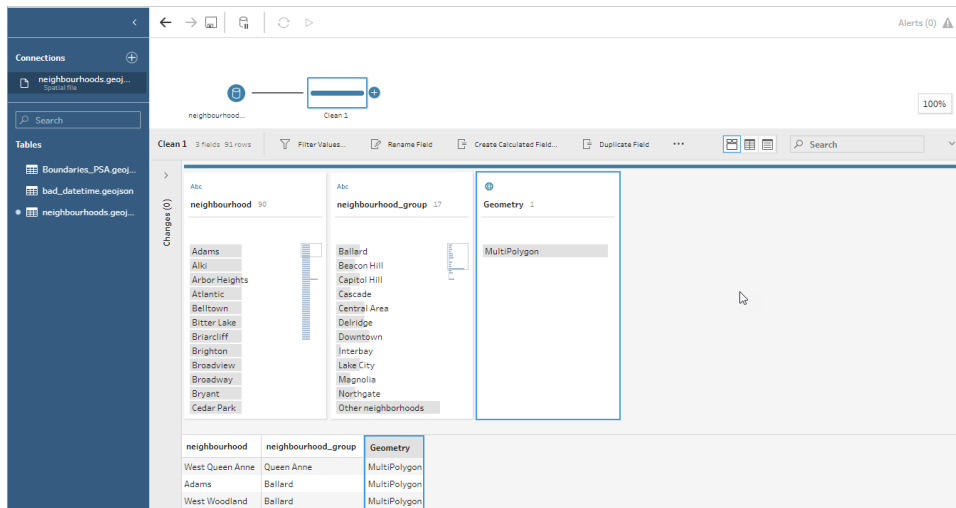 Alerts (0)
Connections
neighbourhoods.geoj...
Spatial file
Search
Tables
Boundaries_PSA.geoj...
bad_datetime.geojson
neighbourhoods.geoj...
neighbourhood...
Clean 1
100%
Clean 1 3 fields 91 rows Filter Values... Rename Field Create Calculated Field... Duplicate Field ... Search
Changes (0)
Abc
neighbourhood 90
Adams
Alki
Arbor Heights
Atlantic
Belltown
Bitter Lake
Briarcliff
Brighton
Broadview
Broadway
Bryant
Cedar Park
Abc
neighbourhood_group 17
Ballard
Beacon Hill
Capitol Hill
Cascade
Central Area
Delridge
Downtown
Interbay
Lake City
Magnolia
Northgate
Other neighborhoods
Geometry 1
MultiPolygon
neighbourhood neighbourhood_group Geometry
West Queen Anne Queen Anne MultiPolygon
Adams Ballard MultiPolygon
West Woodland Ballard MultiPolygon